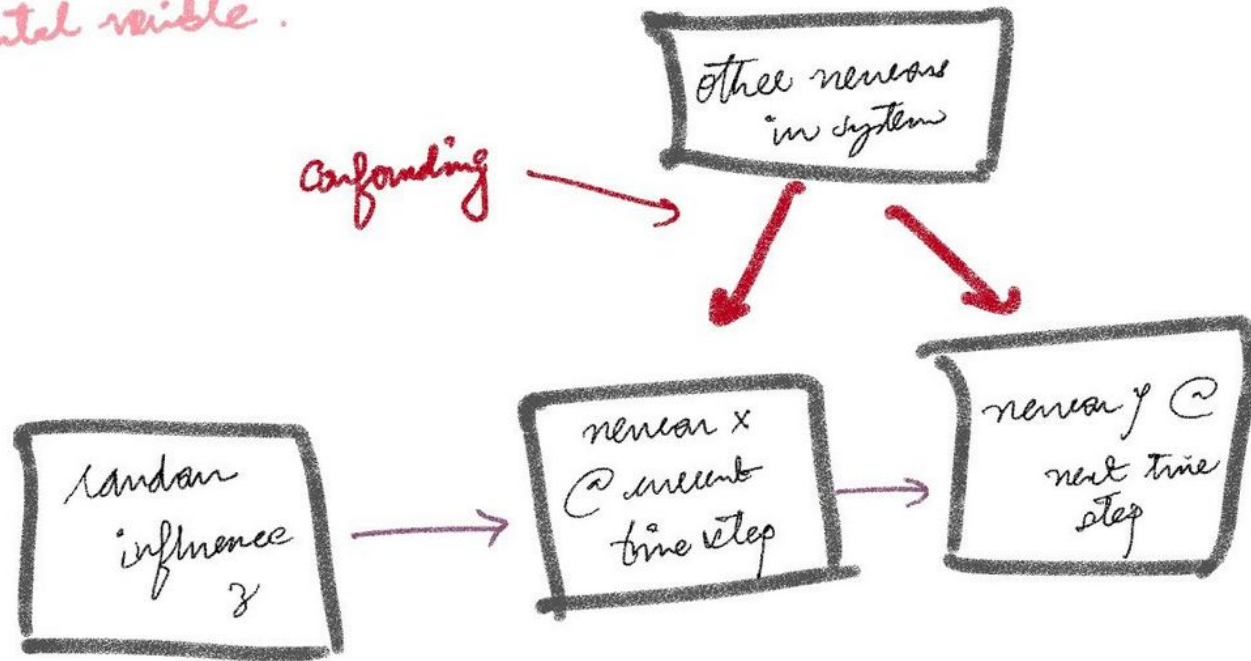 other neurons
in system
confounding
neuron x
@ current
time step
neuron y @
next time
step
random
influence
z